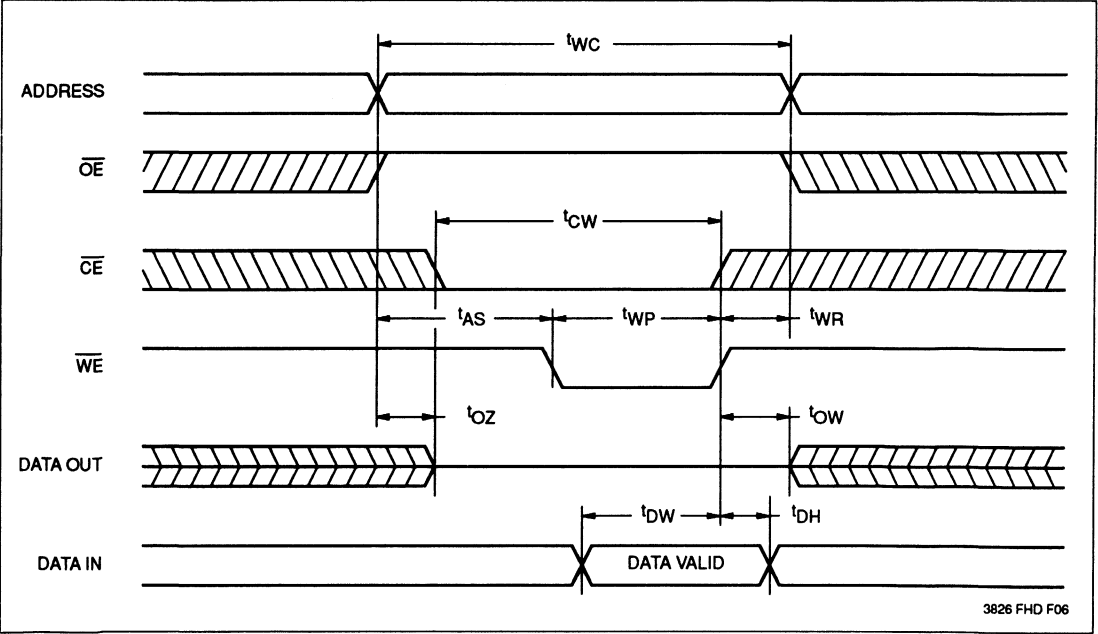 tWC
ADDRESS
OE
tCW
CE
tAS
tWP
tWR
WE
tOZ
tOW
DATA OUT
tDW
tDH
DATA IN
DATA VALID
3826 FHD F06